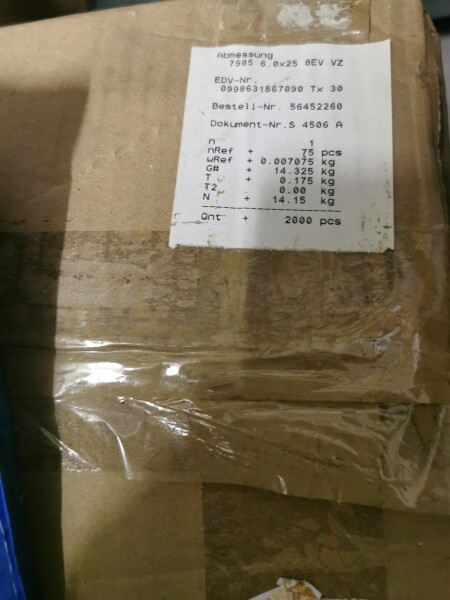 Abmessung
7985 6.0x25 BEV VZ
EDV-Nr.
0998631567090 Tx 30
Bestell-Nr. 56452260
Dokument-Nr.S 4506 A
n 1
nRef + 75 pcs
wRef + 0.007075 kg
G# + 14.325 kg
T + 0.175 kg
T2 0.00 kg
N + 14.15 kg
--------------------
Qnt + 2000 pcs